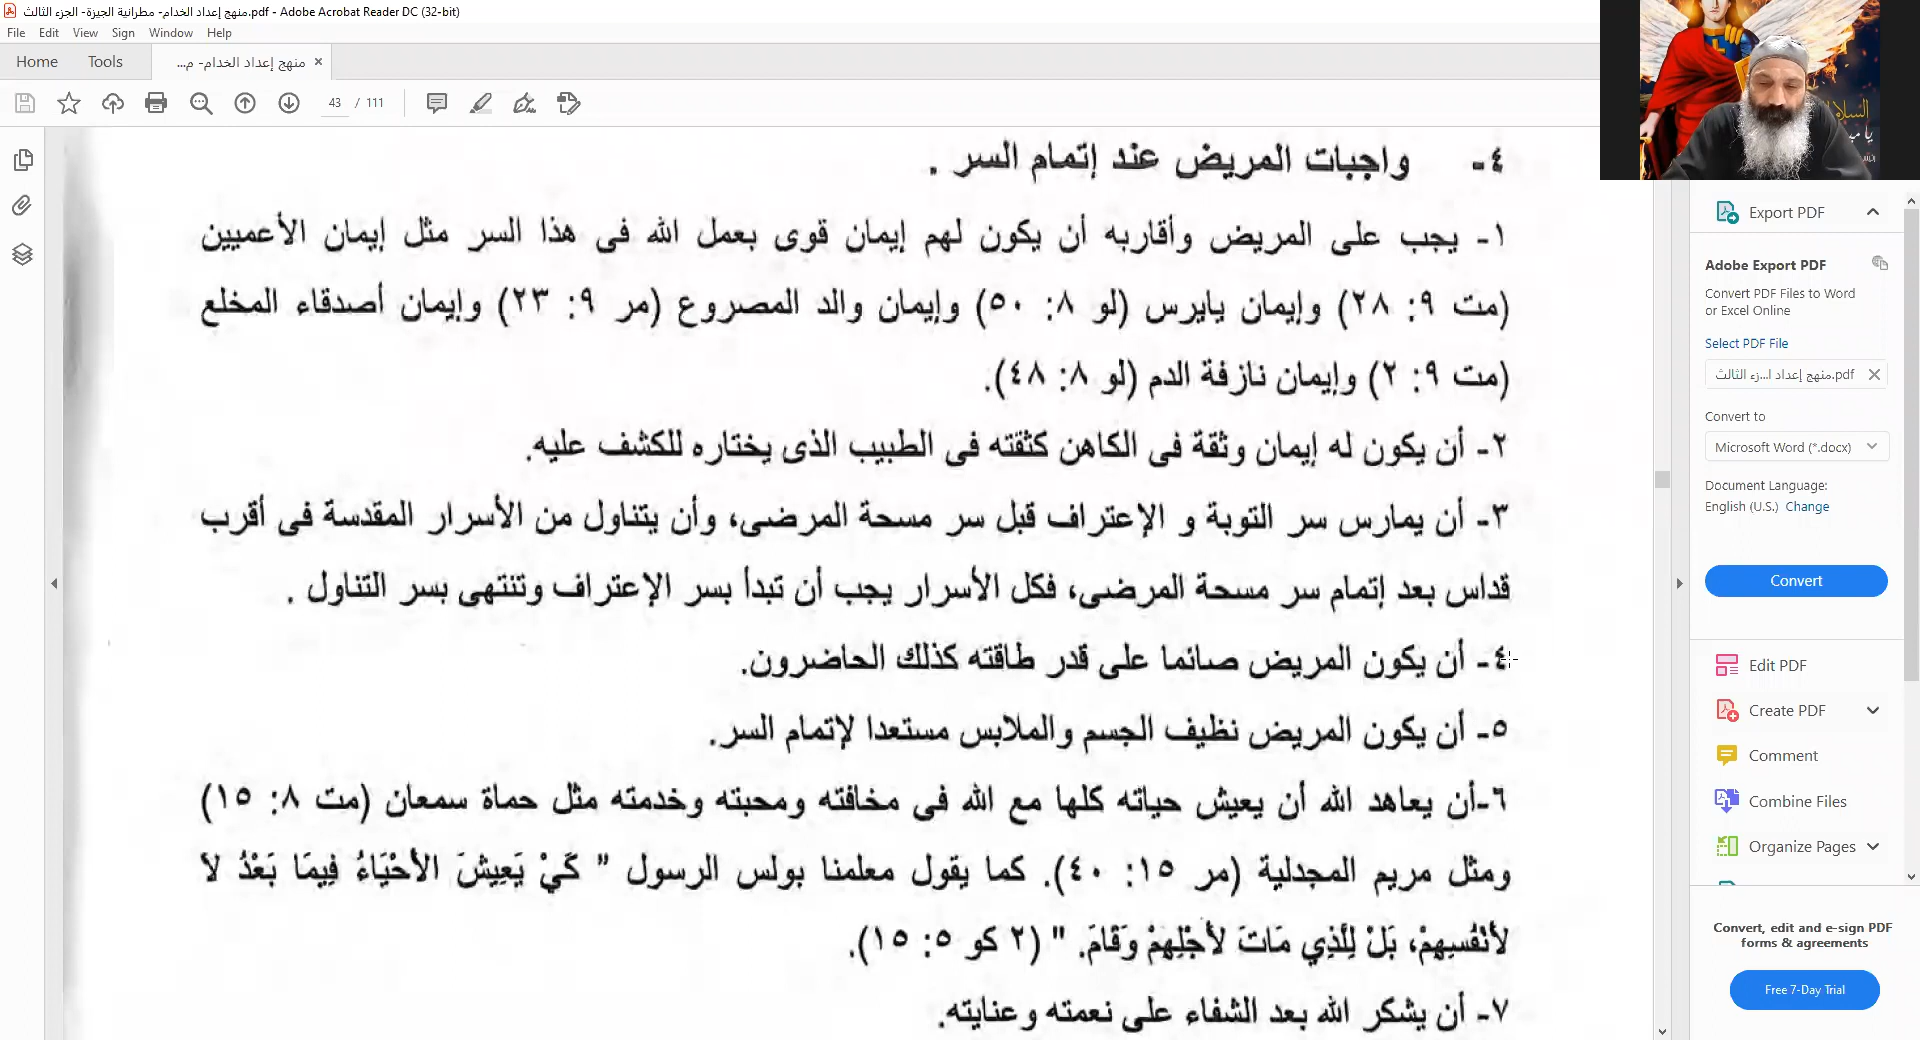 منهج إعداد الخدام- مطرانية الجيزة- الجزء الثالث.pdf - Adobe Acrobat Reader DC (32-bit)
File Edit View Sign Window Help
Home Tools منهج إعداد الخدام- م... ×
43 / 111
السلام
٤- واجبات المريض عند إتمام السر .
١- يجب على المريض وأقاربه أن يكون لهم إيمان قوى بعمل الله فى هذا السر مثل إيمان الأعميين
(مت ٩: ٢٨) وإيمان يايرس (لو ٨: ٥٠) وإيمان والد المصروع (مر ٩: ٢٣) وإيمان أصدقاء المخلع
(مت ٩: ٢) وإيمان نازفة الدم (لو ٨: ٤٨).
٢- أن يكون له إيمان وثقة فى الكاهن كثقته فى الطبيب الذى يختاره للكشف عليه.
٣- أن يمارس سر التوبة و الإعتراف قبل سر مسحة المرضى، وأن يتناول من الأسرار المقدسة فى أقرب
قداس بعد إتمام سر مسحة المرضى، فكل الأسرار يجب أن تبدأ بسر الإعتراف وتنتهى بسر التناول .
٤- أن يكون المريض صائما على قدر طاقته كذلك الحاضرون.
٥- أن يكون المريض نظيف الجسم والملابس مستعدا لإتمام السر.
٦-أن يعاهد الله أن يعيش حياته كلها مع الله فى مخافته ومحبته وخدمته مثل حماة سمعان (مت ٨: ١٥)
ومثل مريم المجدلية (مر ١٥: ٤٠). كما يقول معلمنا بولس الرسول " كَيْ يَعِيشَ الأَحْيَاءُ فِيمَا بَعْدُ لاَ
لأَنْفُسِهِمْ، بَلْ لِلَّذِي مَاتَ لأَجْلِهِمْ وَقَامَ. " (٢ كو ٥: ١٥).
٧- أن يشكر الله بعد الشفاء على نعمته وعنايته.
Export PDF
Adobe Export PDF
Convert PDF Files to Word
or Excel Online
Select PDF File
منهج إعداد ا...زء الثالث.pdf
Convert to
Microsoft Word (*.docx)
Document Language:
English (U.S.) Change
Convert
Edit PDF
Create PDF
Comment
Combine Files
Organize Pages
Convert, edit and e-sign PDF
forms & agreements
Free 7-Day Trial